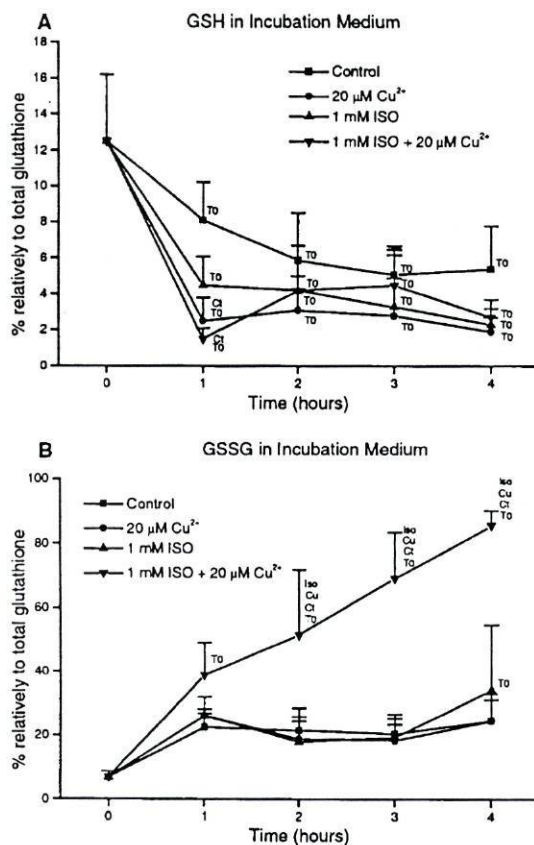 A
GSH in Incubation Medium
% relatively to total glutathione
18
16
14
12
10
8
6
4
2
0
Control
20 µM Cu²⁺
1 mM ISO
1 mM ISO + 20 µM Cu²⁺
T0
T0
Ct
T0
Ct
T0
T0
T0
T0
T0
T0
T0
T0
T0
T0
T0
T0
0 1 2 3 4
Time (hours)
B
GSSG in Incubation Medium
% relatively to total glutathione
100
80
60
40
20
0
Control
20 µM Cu²⁺
1 mM ISO
1 mM ISO + 20 µM Cu²⁺
T0
Iso
Cu
Ct
T0
Iso
Cu
Ct
T0
Iso
Cu
Ct
T0
T0
0 1 2 3 4
Time (hours)